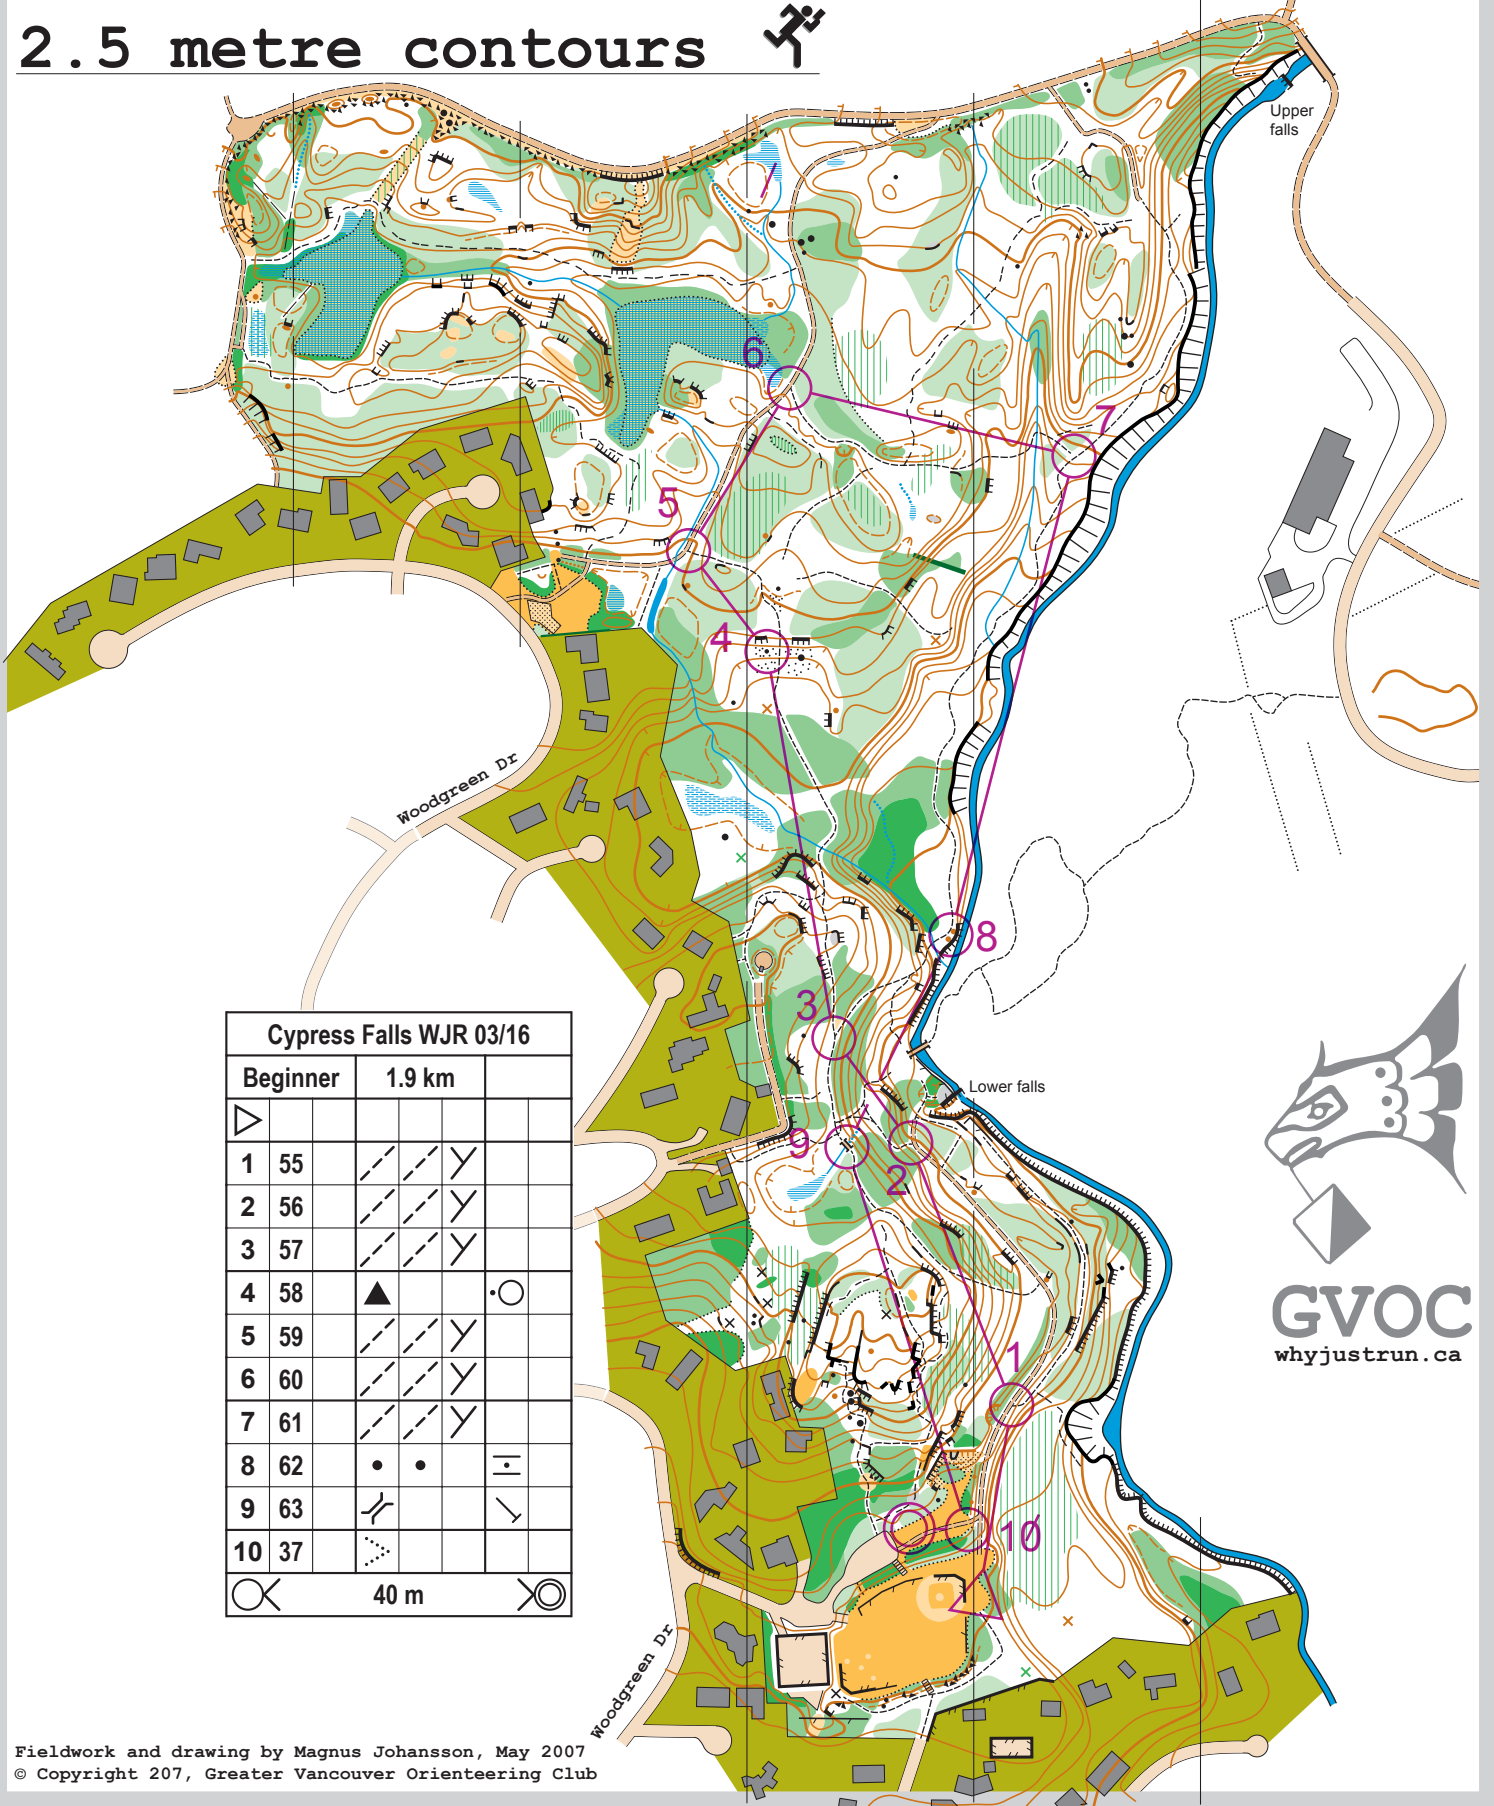 2.5 metre contours
Upper
falls
6
7
5
4
Woodgreen Dr
8
3
Lower falls
9
2
1
10
Cypress Falls WJR 03/16
Beginner 1.9 km
1 55
2 56
3 57
4 58
5 59
6 60
7 61
8 62
9 63
10 37
40 m
GVOC
whyjustrun.ca
Woodgreen Dr
Fieldwork and drawing by Magnus Johansson, May 2007
© Copyright 207, Greater Vancouver Orienteering Club